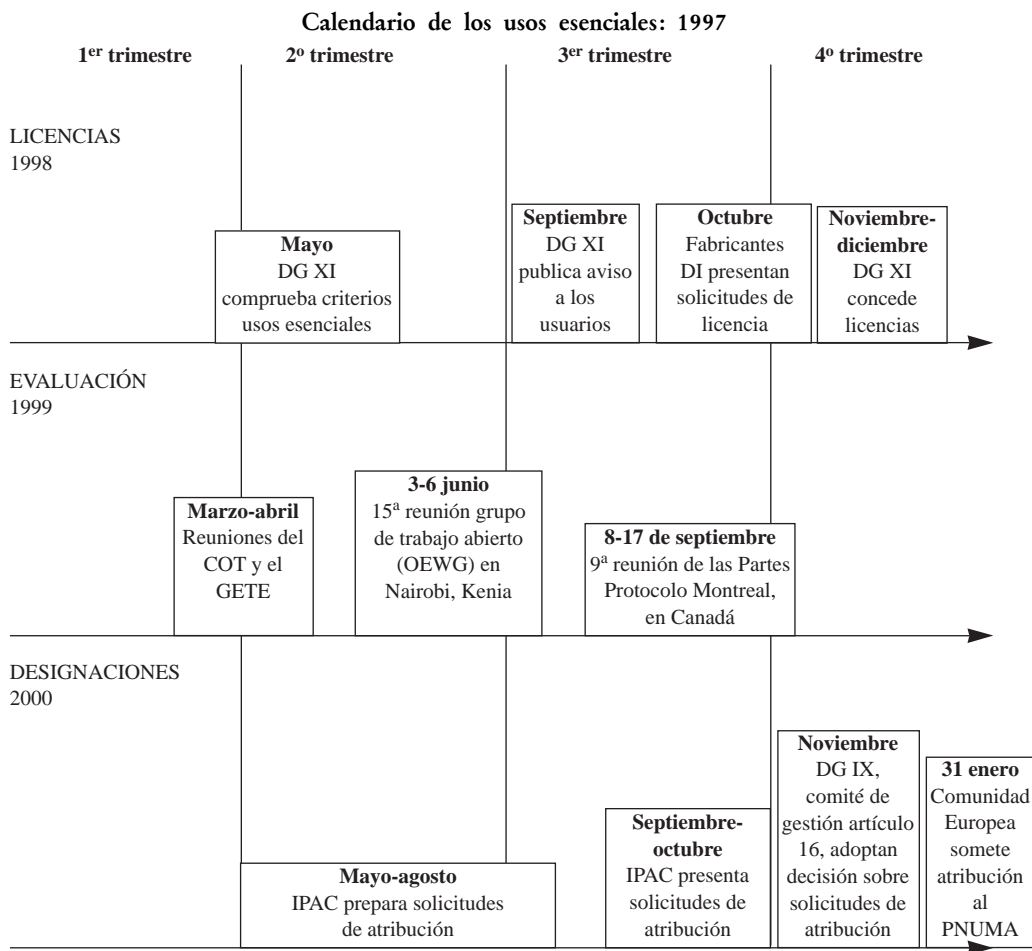 Calendario de los usos esenciales: 1997
1er trimestre
2o trimestre
3er trimestre
4o trimestre
LICENCIAS
1998
Mayo
DG XI
comprueba criterios
usos esenciales
Septiembre
DG XI
publica aviso
a los
usuarios
Octubre
Fabricantes
DI presentan
solicitudes de
licencia
Noviembre-
diciembre
DG XI
concede
licencias
EVALUACIÓN
1999
Marzo-abril
Reuniones del
COT y el
GETE
3-6 junio
15a reunión grupo
de trabajo abierto
(OEWG) en
Nairobi, Kenia
8-17 de septiembre
9a reunión de las Partes
Protocolo Montreal,
en Canadá
DESIGNACIONES
2000
Mayo-agosto
IPAC prepara solicitudes
de atribución
Septiembre-
octubre
IPAC presenta
solicitudes de
atribución
Noviembre
DG IX,
comité de
gestión artículo
16, adoptan
decisión sobre
solicitudes de
atribución
31 enero
Comunidad
Europea
somete
atribución
al
PNUMA